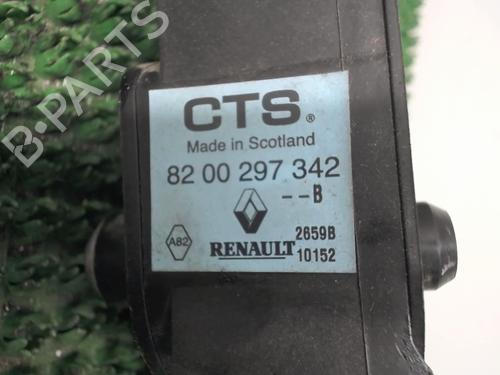 CTS®
Made in Scotland
82 00 297 342
--B
A82
RENAULT
2659B
10152
B-PARTS